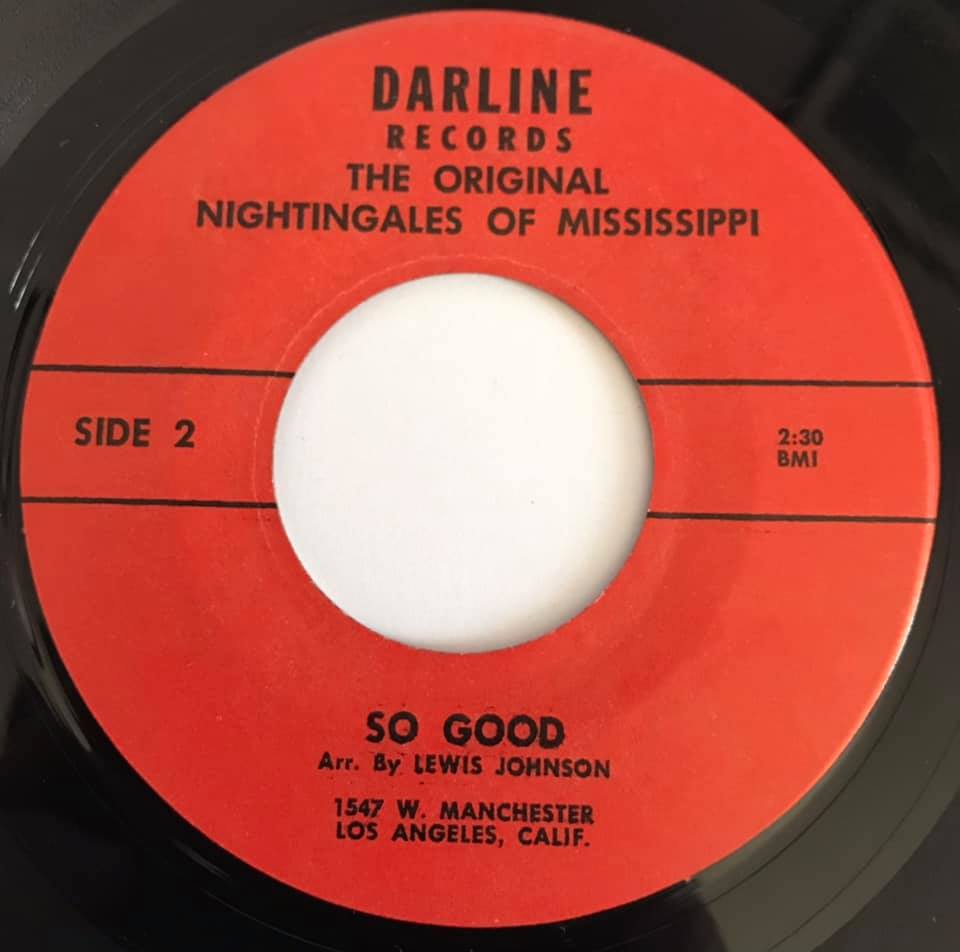 DARLINE
RECORDS
THE ORIGINAL
NIGHTINGALES OF MISSISSIPPI
SIDE 2
2:30
BMI
SO GOOD
Arr. By LEWIS JOHNSON
1547 W. MANCHESTER
LOS ANGELES, CALIF.